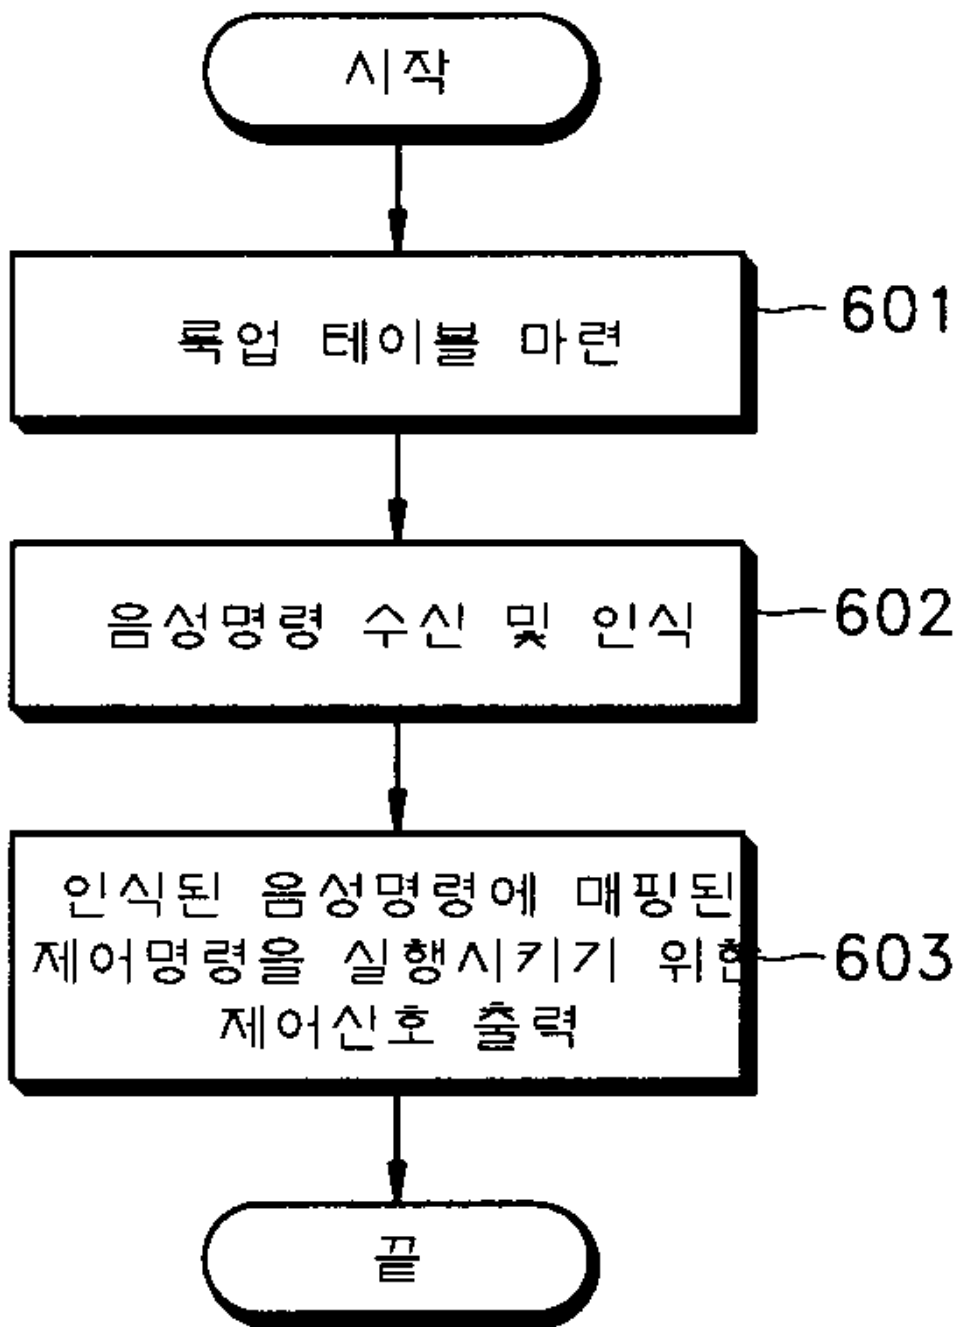 시작
룩업 테이블 마련
601
음성명령 수신 및 인식
602
인식된 음성명령에 매핑된
제어명령을 실행시키기 위한
603
제어신호 출력
끝